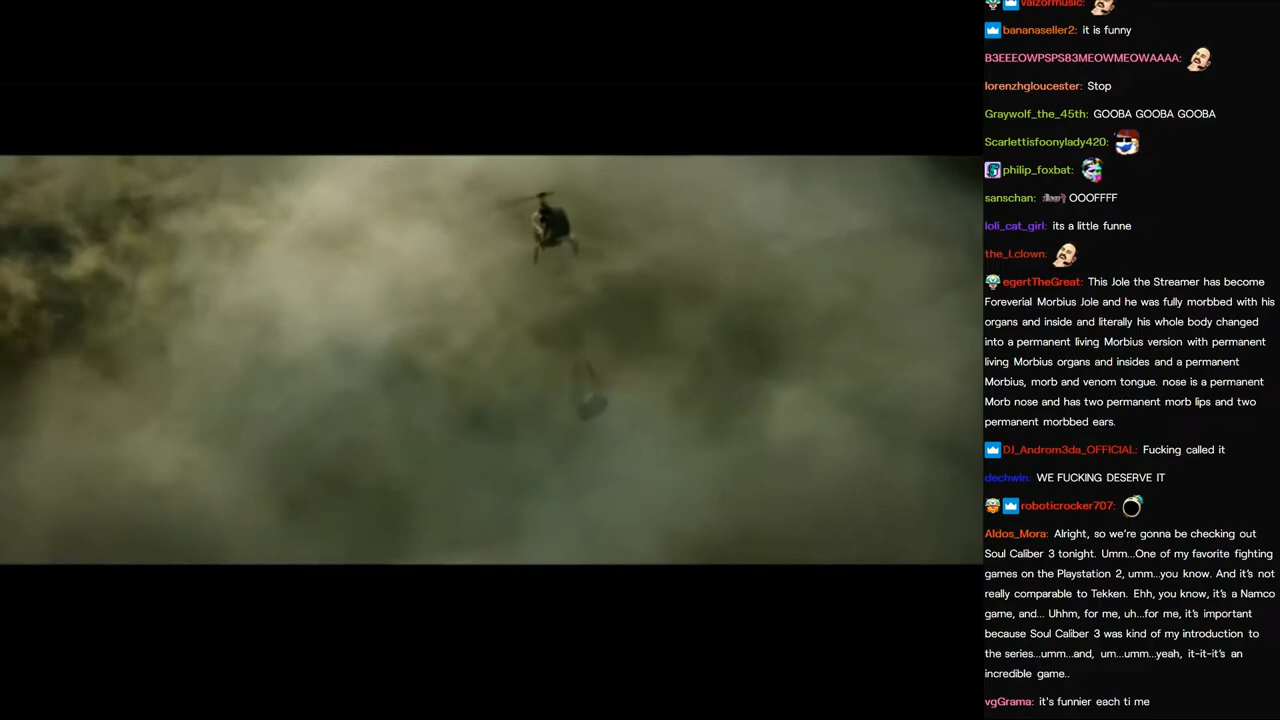 vaizormusic:
bananaseller2: it is funny
B3EEEOWPSPS83MEOWMEOWAAAA:
lorenzhgloucester: Stop
Graywolf_the_45th: GOOBA GOOBA GOOBA
Scarlettisfoonylady420:
philip_foxbat:
sanschan: OOOFFFF
loli_cat_girl: its a little funne
the_Lclown:
egertTheGreat: This Jole the Streamer has become
Foreverial Morbius Jole and he was fully morbbed with his
organs and inside and literally his whole body changed
into a permanent living Morbius version with permanent
living Morbius organs and insides and a permanent
Morbius, morb and venom tongue. nose is a permanent
Morb nose and has two permanent morb lips and two
permanent morbbed ears.
DJ_Androm3da_OFFICIAL: Fucking called it
dechwin: WE FUCKING DESERVE IT
roboticrocker707:
Aldos_Mora: Alright, so we're gonna be checking out
Soul Caliber 3 tonight. Umm...One of my favorite fighting
games on the Playstation 2, umm...you know. And it's not
really comparable to Tekken. Ehh, you know, it's a Namco
game, and... Uhhm, for me, uh...for me, it's important
because Soul Caliber 3 was kind of my introduction to
the series...umm...and, um...umm...yeah, it-it-it's an
incredible game..
vgGrama: it's funnier each ti me